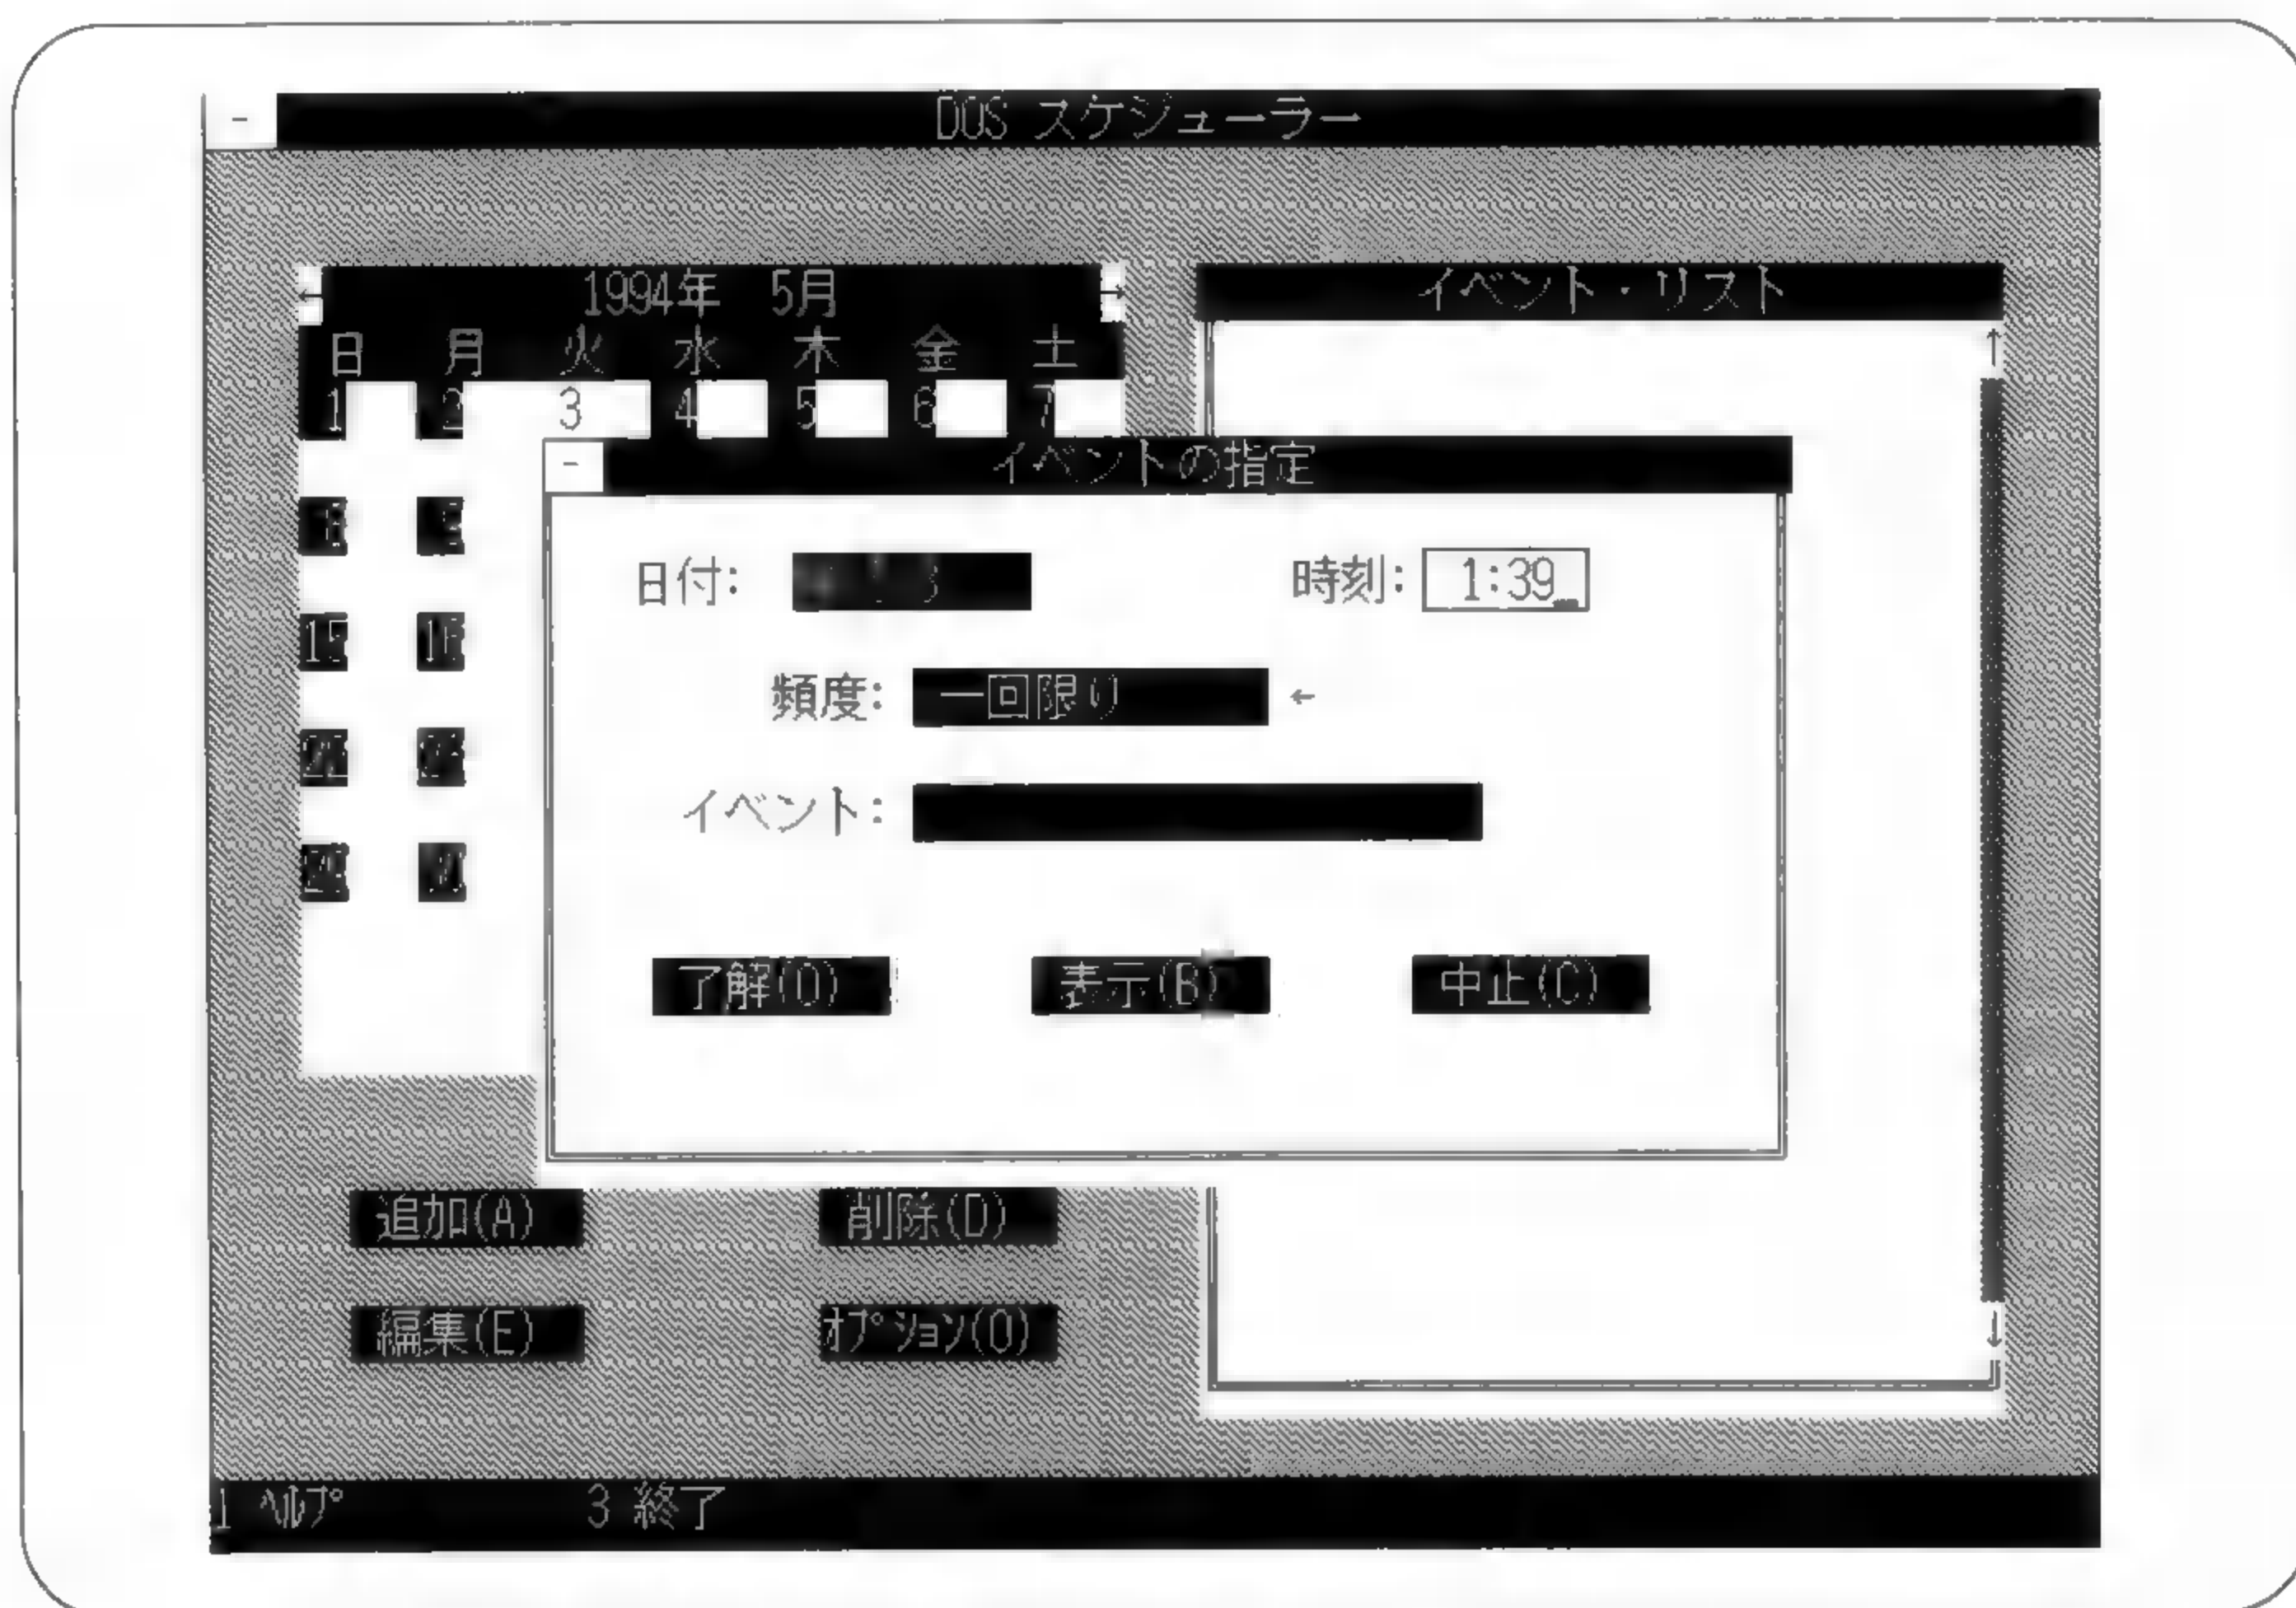 DOS スケジューラー
1994年 5月
日 月 火 水 木 金 土
1 2 3 4 5 6 7
イベント・リスト
イベントの指定
日付:
時刻: 1:39
頻度: 一回限り
イベント:
了解(O) 表示(B) 中止(C)
追加(A) 削除(D)
編集(E) オプション(O)
1 ヘルプ 3 終了